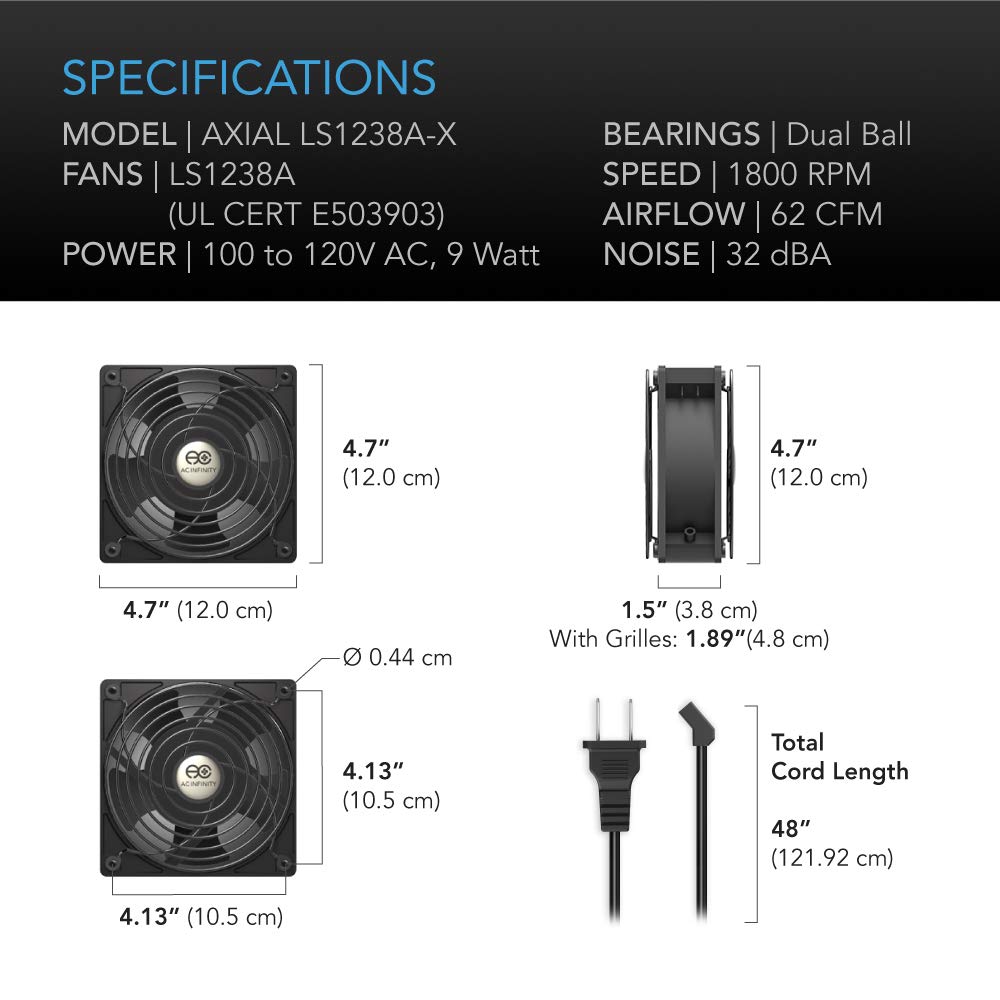 SPECIFICATIONS
MODEL | AXIAL LS1238A-X
FANS | LS1238A
(UL CERT E503903)
POWER | 100 to 120V AC, 9 Watt
BEARINGS | Dual Ball
SPEED | 1800 RPM
AIRFLOW | 62 CFM
NOISE | 32 dBA
AC INFINITY
4.7”
(12.0 cm)
4.7” (12.0 cm)
4.7”
(12.0 cm)
1.5” (3.8 cm)
With Grilles: 1.89”(4.8 cm)
Ø 0.44 cm
AC INFINITY
4.13”
(10.5 cm)
4.13” (10.5 cm)
Total
Cord Length
48”
(121.92 cm)